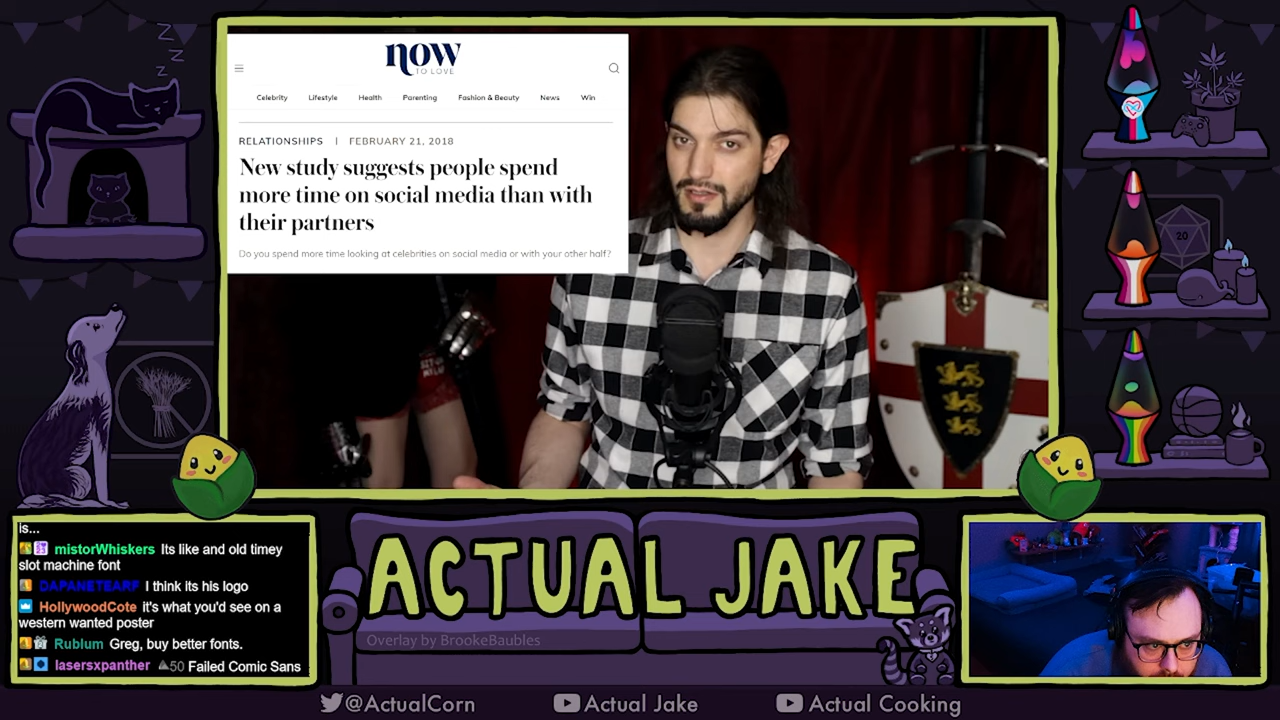 now
TO LOVE
Celebrity Lifestyle Health Parenting Fashion & Beauty News Win
RELATIONSHIPS | FEBRUARY 21, 2018
New study suggests people spend
more time on social media than with
their partners
Do you spend more time looking at celebrities on social media or with your other half?
20
is...
mistorWhiskers Its like and old timey
slot machine font
DAPANETEARF I think its his logo
HollywoodCote it's what you'd see on a
western wanted poster
Rublum Greg, buy better fonts.
lasersxpanther 50 Failed Comic Sans
ACTUAL JAKE
Overlay by BrookeBaubles
@ActualCorn Actual Jake Actual Cooking